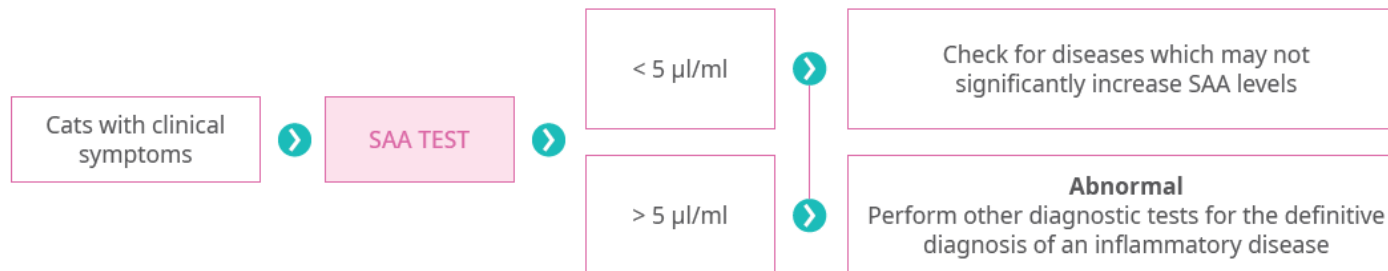 Cats with clinical
symptoms
SAA TEST
< 5 µl/ml
Check for diseases which may not
significantly increase SAA levels
> 5 µl/ml
Abnormal
Perform other diagnostic tests for the definitive
diagnosis of an inflammatory disease